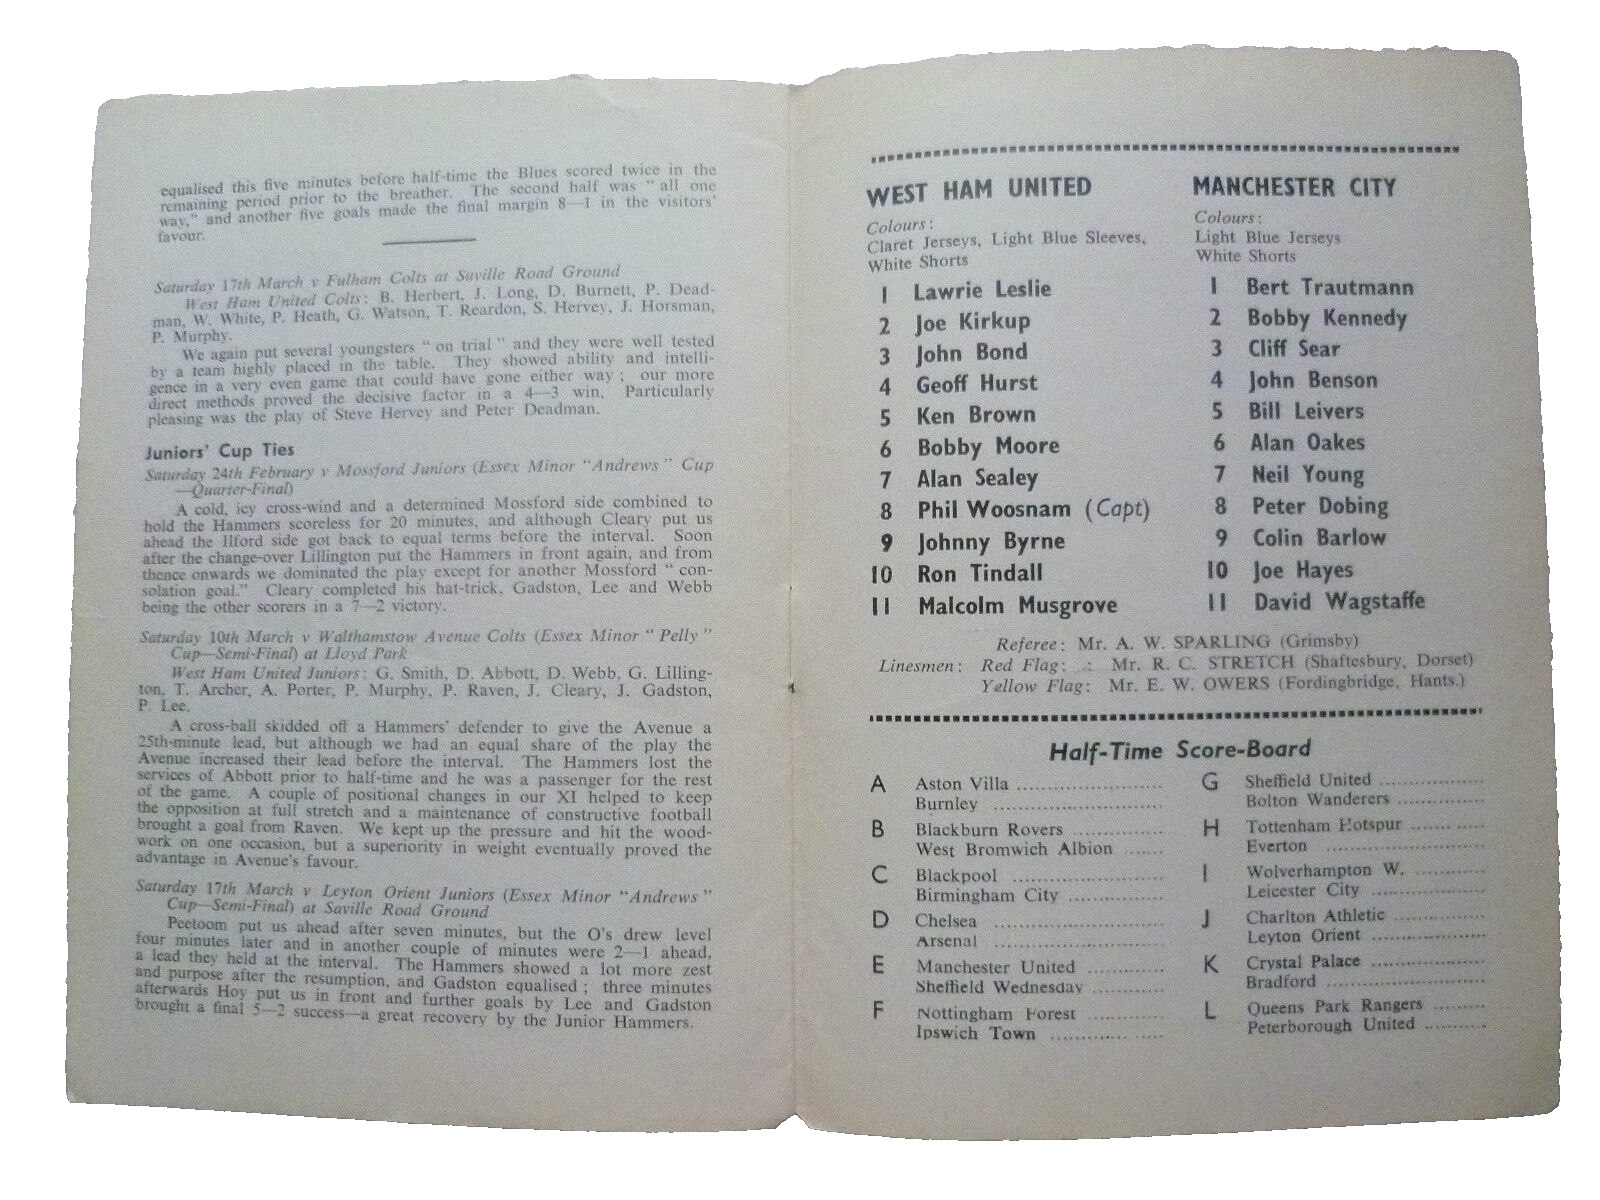 equalised this five minutes before half-time the Blues scored twice in the
remaining period prior to the breather. The second half was " all one
way," and another five goals made the final margin 8—1 in the visitors'
favour.
Saturday 17th March v Fulham Colts at Saville Road Ground
West Ham United Colts: B. Herbert, J. Long, D. Burnett, P. Dead-
man, W. White, P. Heath, G. Watson, T. Reardon, S. Hervey, J. Horsman,
P. Murphy.
We again put several youngsters " on trial " and they were well tested
by a team highly placed in the table. They showed ability and intelli-
gence in a very even game that could have gone either way ; our more
direct methods proved the decisive factor in a 4—3 win. Particularly
pleasing was the play of Steve Hervey and Peter Deadman.
Juniors' Cup Ties
Saturday 24th February v Mossford Juniors (Essex Minor "Andrews" Cup
—Quarter-Final)
A cold, icy cross-wind and a determined Mossford side combined to
hold the Hammers scoreless for 20 minutes, and although Cleary put us
ahead the Ilford side got back to equal terms before the interval. Soon
after the change-over Lillington put the Hammers in front again, and from
thence onwards we dominated the play except for another Mossford " con-
solation goal." Cleary completed his hat-trick, Gadston, Lee and Webb
being the other scorers in a 7—2 victory.
Saturday 10th March v Walthamstow Avenue Colts (Essex Minor " Pelly "
Cup—Semi-Final) at Lloyd Park
West Ham United Juniors: G. Smith, D. Abbott, D. Webb, G. Lilling-
ton, T. Archer, A. Porter, P. Murphy, P. Raven, J. Cleary, J. Gadston,
P. Lee.
A cross-ball skidded off a Hammers' defender to give the Avenue a
25th-minute lead, but although we had an equal share of the play the
Avenue increased their lead before the interval. The Hammers lost the
services of Abbott prior to half-time and he was a passenger for the rest
of the game. A couple of positional changes in our XI helped to keep
the opposition at full stretch and a maintenance of constructive football
brought a goal from Raven. We kept up the pressure and hit the wood-
work on one occasion, but a superiority in weight eventually proved the
advantage in Avenue's favour.
Saturday 17th March v Leyton Orient Juniors (Essex Minor "Andrews"
Cup—Semi-Final) at Saville Road Ground
Peetoom put us ahead after seven minutes, but the O's drew level
four minutes later and in another couple of minutes were 2—1 ahead,
a lead they held at the interval. The Hammers showed a lot more zest
and purpose after the resumption, and Gadston equalised ; three minutes
afterwards Hoy put us in front and further goals by Lee and Gadston
brought a final 5—2 success—a great recovery by the Junior Hammers.
WEST HAM UNITED
Colours:
Claret Jerseys, Light Blue Sleeves,
White Shorts
1 Lawrie Leslie
2 Joe Kirkup
3 John Bond
4 Geoff Hurst
5 Ken Brown
6 Bobby Moore
7 Alan Sealey
8 Phil Woosnam (Capt)
9 Johnny Byrne
10 Ron Tindall
11 Malcolm Musgrove
MANCHESTER CITY
Colours:
Light Blue Jerseys
White Shorts
1 Bert Trautmann
2 Bobby Kennedy
3 Cliff Sear
4 John Benson
5 Bill Leivers
6 Alan Oakes
7 Neil Young
8 Peter Dobing
9 Colin Barlow
10 Joe Hayes
11 David Wagstaffe
Referee: Mr. A. W. SPARLING (Grimsby)
Linesmen: Red Flag: : Mr. R. C. STRETCH (Shaftesbury, Dorset)
Yellow Flag: Mr. E. W. OWERS (Fordingbridge, Hants.)
Half-Time Score-Board
A Aston Villa
Burnley
B Blackburn Rovers
West Bromwich Albion
C Blackpool
Birmingham City
D Chelsea
Arsenal
E Manchester United
Sheffield Wednesday
F Nottingham Forest
Ipswich Town
G Sheffield United
Bolton Wanderers
H Tottenham Hotspur
Everton
I Wolverhampton W.
Leicester City
J Charlton Athletic
Leyton Orient
K Crystal Palace
Bradford
L Queens Park Rangers
Peterborough United